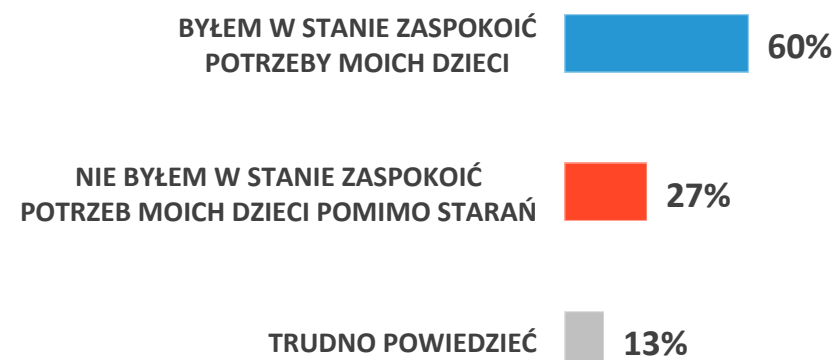 BYŁEM W STANIE ZASPOKOIĆ
POTRZEBY MOICH DZIECI
60%
NIE BYŁEM W STANIE ZASPOKOIĆ
POTRZEB MOICH DZIECI POMIMO STARAŃ
27%
TRUDNO POWIEDZIEĆ
13%